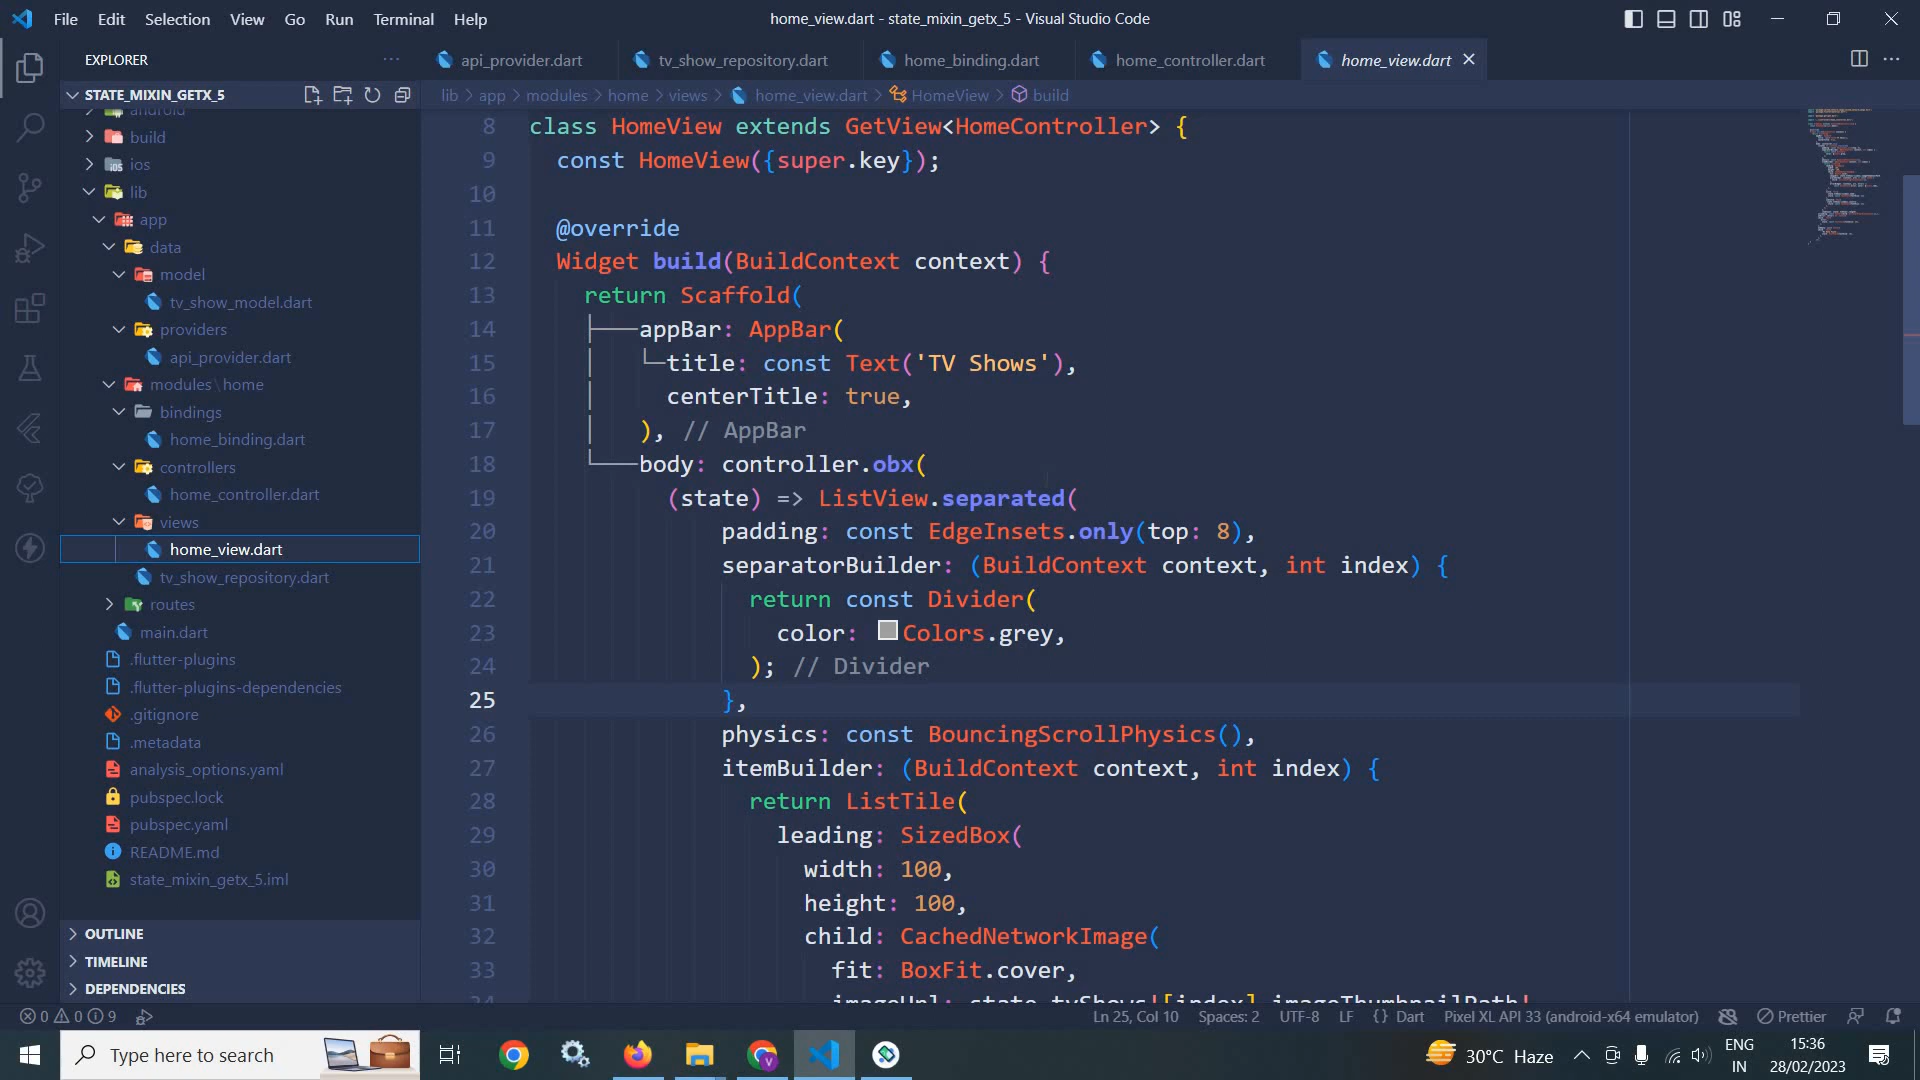 File Edit Selection View Go Run Terminal Help
home_view.dart - state_mixin_getx_5 - Visual Studio Code
EXPLORER
api_provider.dart
tv_show_repository.dart
home_binding.dart
home_controller.dart
home_view.dart
STATE_MIXIN_GETX_5
lib > app > modules > home > views > home_view.dart > HomeView > build
android
build
ios
lib
app
data
model
tv_show_model.dart
providers
api_provider.dart
modules \ home
bindings
home_binding.dart
controllers
home_controller.dart
views
home_view.dart
tv_show_repository.dart
routes
main.dart
.flutter-plugins
.flutter-plugins-dependencies
.gitignore
.metadata
analysis_options.yaml
pubspec.lock
pubspec.yaml
README.md
state_mixin_getx_5.iml
OUTLINE
TIMELINE
DEPENDENCIES
8 class HomeView extends GetView<HomeController> {
9 const HomeView({super.key});
10
11 @override
12 Widget build(BuildContext context) {
13 return Scaffold(
14 appBar: AppBar(
15 title: const Text('TV Shows'),
16 centerTitle: true,
17 ), // AppBar
18 body: controller.obx(
19 (state) => ListView.separated(
20 padding: const EdgeInsets.only(top: 8),
21 separatorBuilder: (BuildContext context, int index) {
22 return const Divider(
23 color: Colors.grey,
24 ); // Divider
25 },
26 physics: const BouncingScrollPhysics(),
27 itemBuilder: (BuildContext context, int index) {
28 return ListTile(
29 leading: SizedBox(
30 width: 100,
31 height: 100,
32 child: CachedNetworkImage(
33 fit: BoxFit.cover,
34 imageUrl: state.tvShows![index].imageThumbnailPath!
0 0 9
Ln 25, Col 10 Spaces: 2 UTF-8 LF {} Dart Pixel XL API 33 (android-x64 emulator) Prettier
Type here to search
30°C Haze
ENG
IN
15:36
28/02/2023